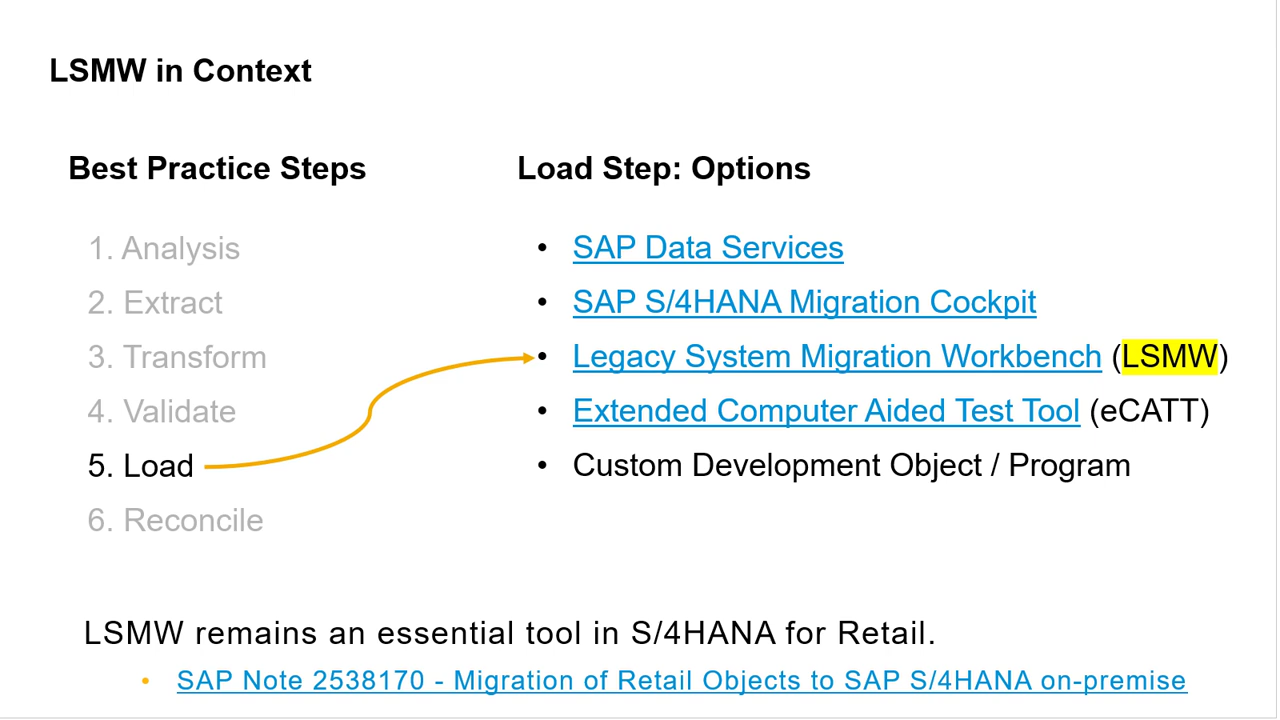 LSMW in Context
Best Practice Steps
1. Analysis
2. Extract
3. Transform
4. Validate
5. Load
6. Reconcile
Load Step: Options
• SAP Data Services
• SAP S/4HANA Migration Cockpit
• Legacy System Migration Workbench (LSMW)
• Extended Computer Aided Test Tool (eCATT)
• Custom Development Object / Program
LSMW remains an essential tool in S/4HANA for Retail.
• SAP Note 2538170 - Migration of Retail Objects to SAP S/4HANA on-premise